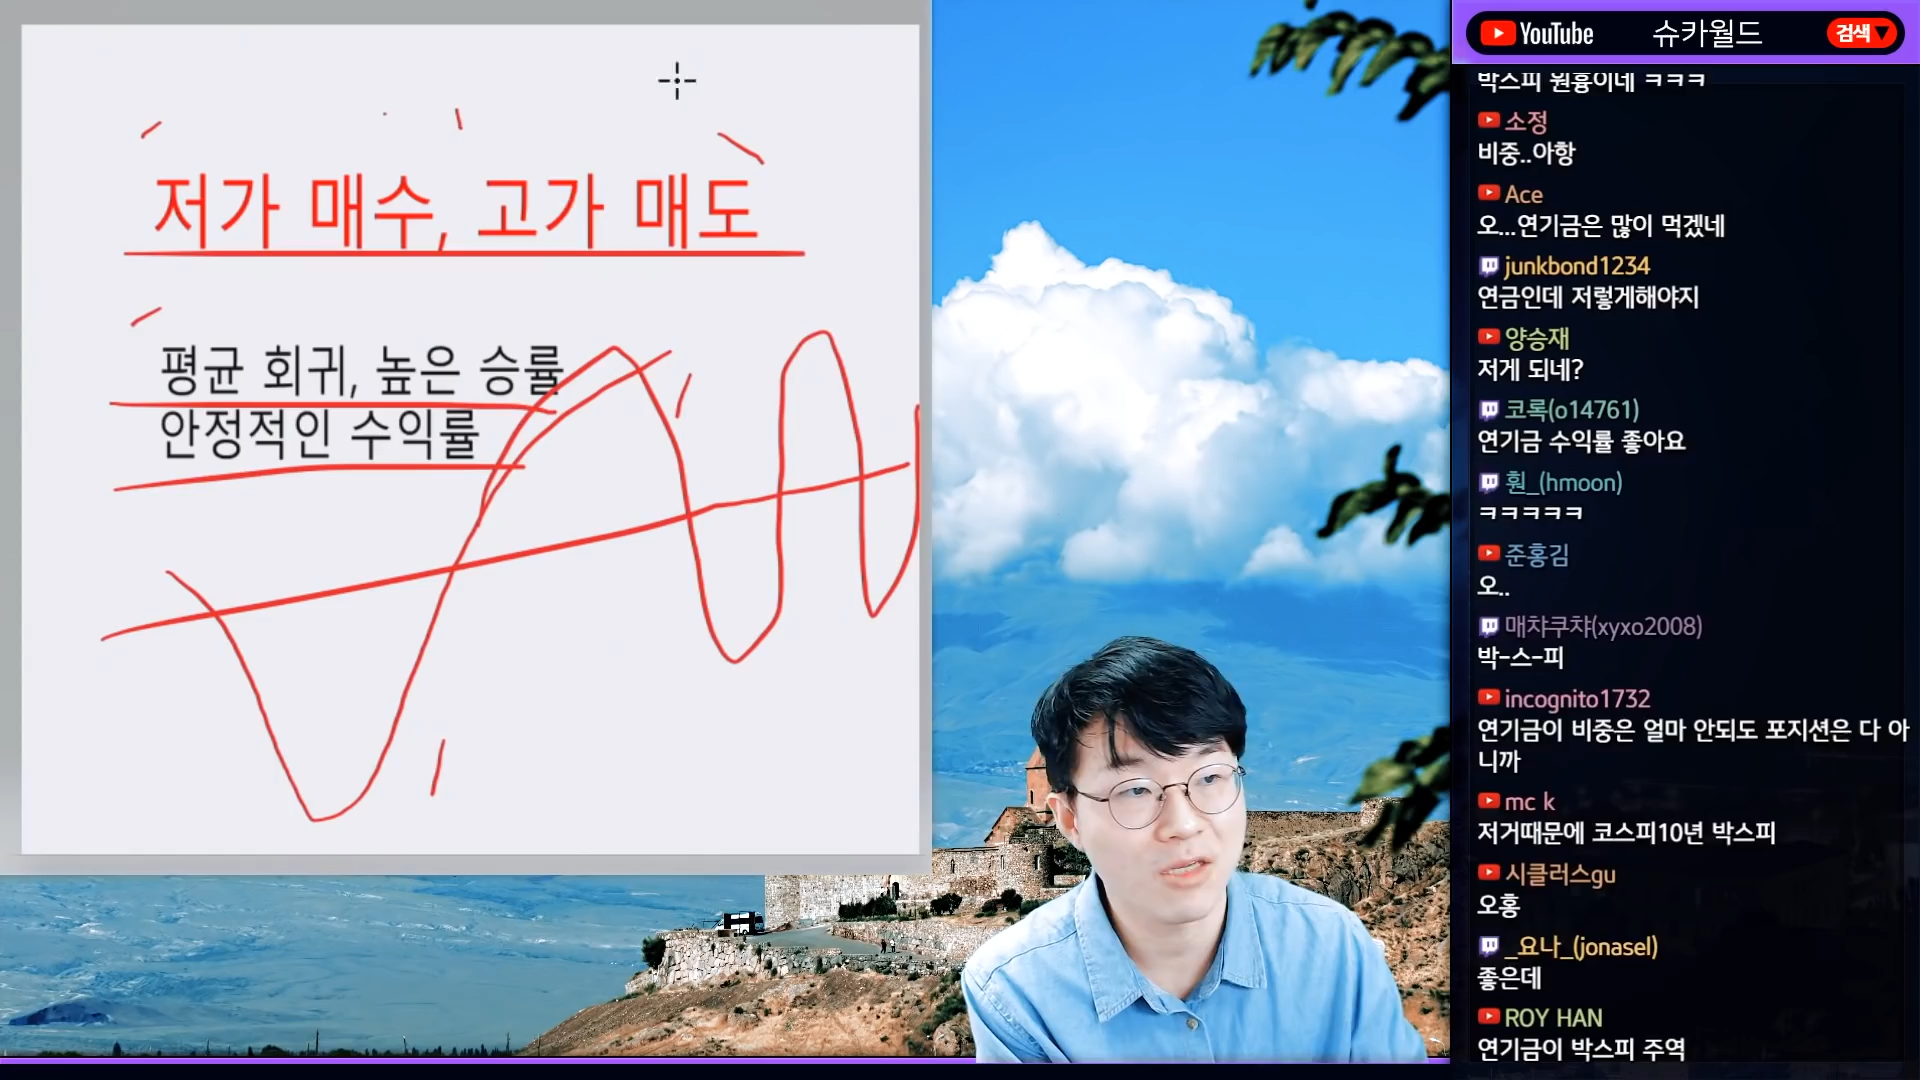 저가 매수, 고가 매도
평균 회귀, 높은 승률
안정적인 수익률
YouTube 슈카월드 검색▼
박스피 원흉이네 ㅋㅋㅋ
소정
비중..아항
Ace
오...연기금은 많이 먹겠네
junkbond1234
연금인데 저렇게해야지
양승재
저게 되네?
코록(o14761)
연기금 수익률 좋아요
훤_(hmoon)
ㅋㅋㅋㅋㅋ
준홍김
오..
매챠쿠챠(xyxo2008)
박-스-피
incognito1732
연기금이 비중은 얼마 안되도 포지션은 다 아
니까
mc k
저거때문에 코스피10년 박스피
시클러스gu
오홍
_요나_(jonasel)
좋은데
ROY HAN
연기금이 박스피 주역